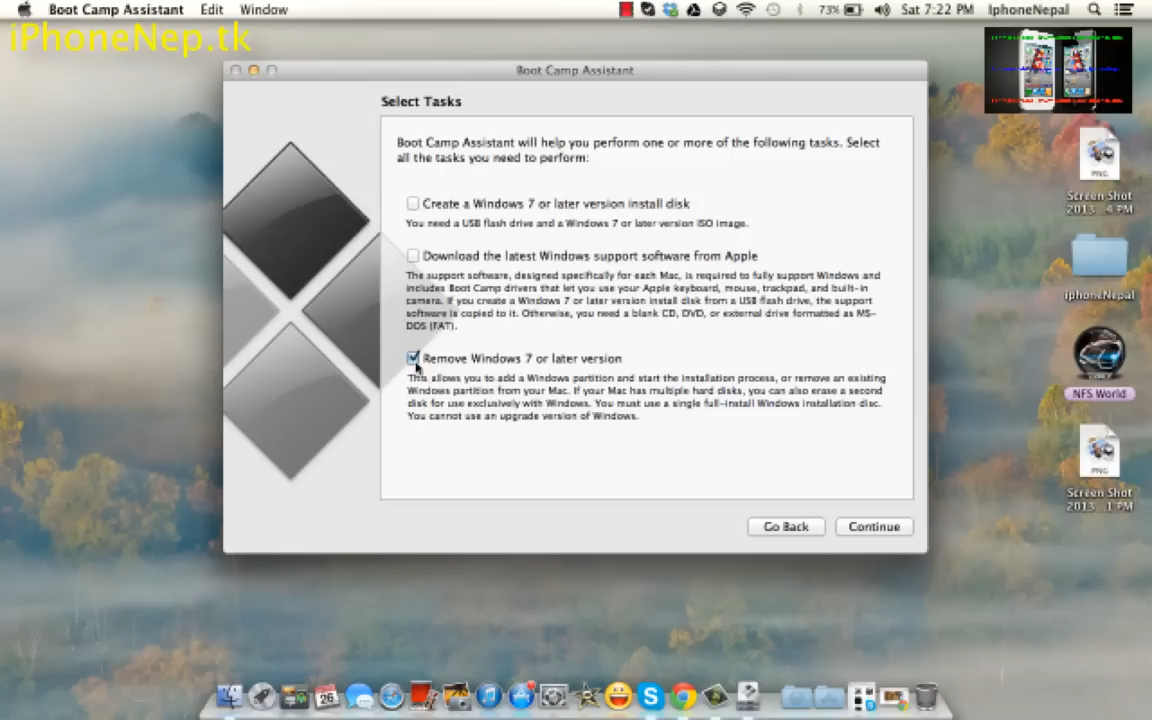 Boot Camp Assistant Edit Window 73% Sat 7:22 PM IphoneNepal
iPhoneNep.tk
Boot Camp Assistant
Select Tasks
Boot Camp Assistant will help you perform one or more of the following tasks. Select
all the tasks you need to perform:
Create a Windows 7 or later version install disk
You need a USB flash drive and a Windows 7 or later version ISO image.
Download the latest Windows support software from Apple
The support software, designed specifically for each Mac, is required to fully support Windows and
includes Boot Camp drivers that let you use your Apple keyboard, mouse, trackpad, and built-in
camera. If you create a Windows 7 or later version install disk from a USB flash drive, the support
software is copied to it. Otherwise, you need a blank CD, DVD, or external drive formatted as MS-
DOS (FAT).
Remove Windows 7 or later version
This allows you to add a Windows partition and start the installation process, or remove an existing
Windows partition from your Mac. If your Mac has multiple hard disks, you can also erase a second
disk for use exclusively with Windows. You must use a single full-install Windows installation disc.
You cannot use an upgrade version of Windows.
Go Back Continue
PNG
Screen Shot
2013...4 PM
iphoneNepal
NFS World
PNG
Screen Shot
2013...1 PM
26